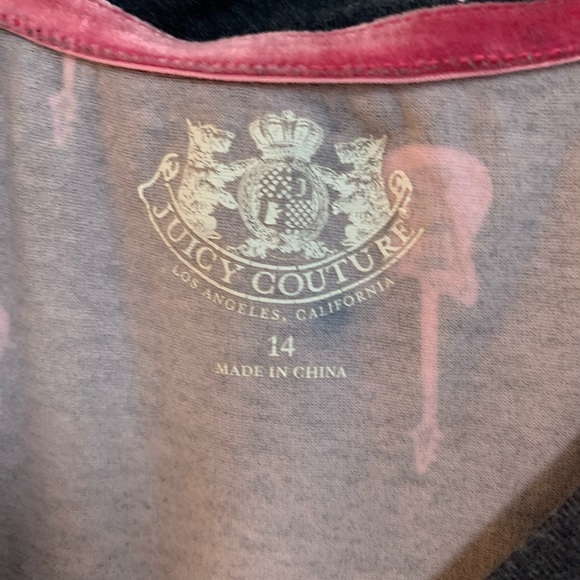 JUICY COUTURE
LOS ANGELES, CALIFORNIA
14
MADE IN CHINA